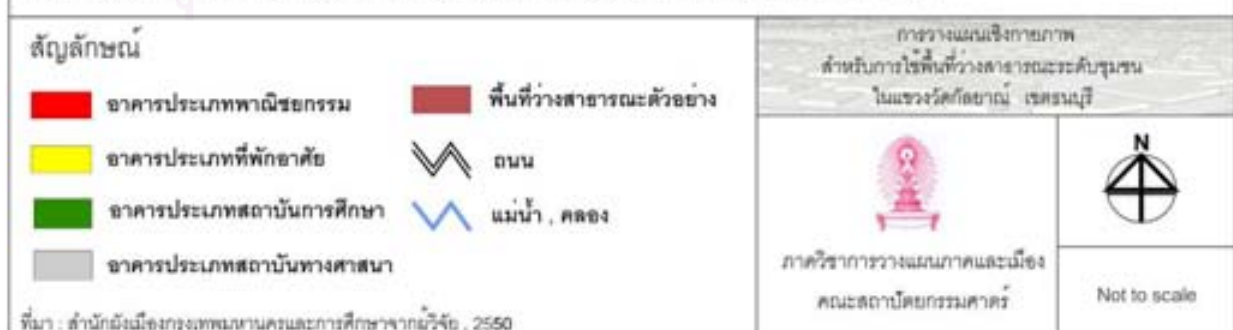 สัญลักษณ์
อาคารประเภทพาณิชยกรรม
อาคารประเภทที่พักอาศัย
อาคารประเภทสถาบันการศึกษา
อาคารประเภทสถาบันทางศาสนา
พื้นที่ว่างสาธารณะตัวอย่าง
ถนน
แม่น้ำ , คลอง
ที่มา : สำนักผังเมืองกรุงเทพมหานครและการศึกษาจากผู้วิจัย , 2550
การวางแผนเชิงกายภาพ
สำหรับการใช้พื้นที่ว่างสาธารณะระดับชุมชน
ในแขวงวัดกัลยาณ์ เขตธนบุรี
ภาควิชาการวางแผนภาคและเมือง
คณะสถาปัตยกรรมศาตร์
N
Not to scale